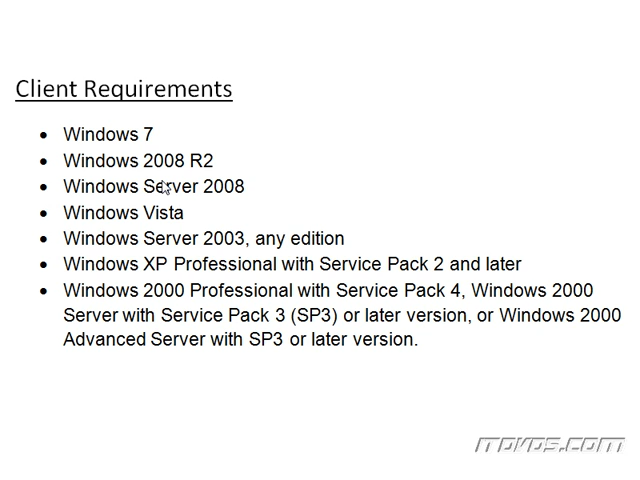 Client Requirements
• Windows 7
• Windows 2008 R2
• Windows Server 2008
• Windows Vista
• Windows Server 2003, any edition
• Windows XP Professional with Service Pack 2 and later
• Windows 2000 Professional with Service Pack 4, Windows 2000
Server with Service Pack 3 (SP3) or later version, or Windows 2000
Advanced Server with SP3 or later version.
itdvds.com